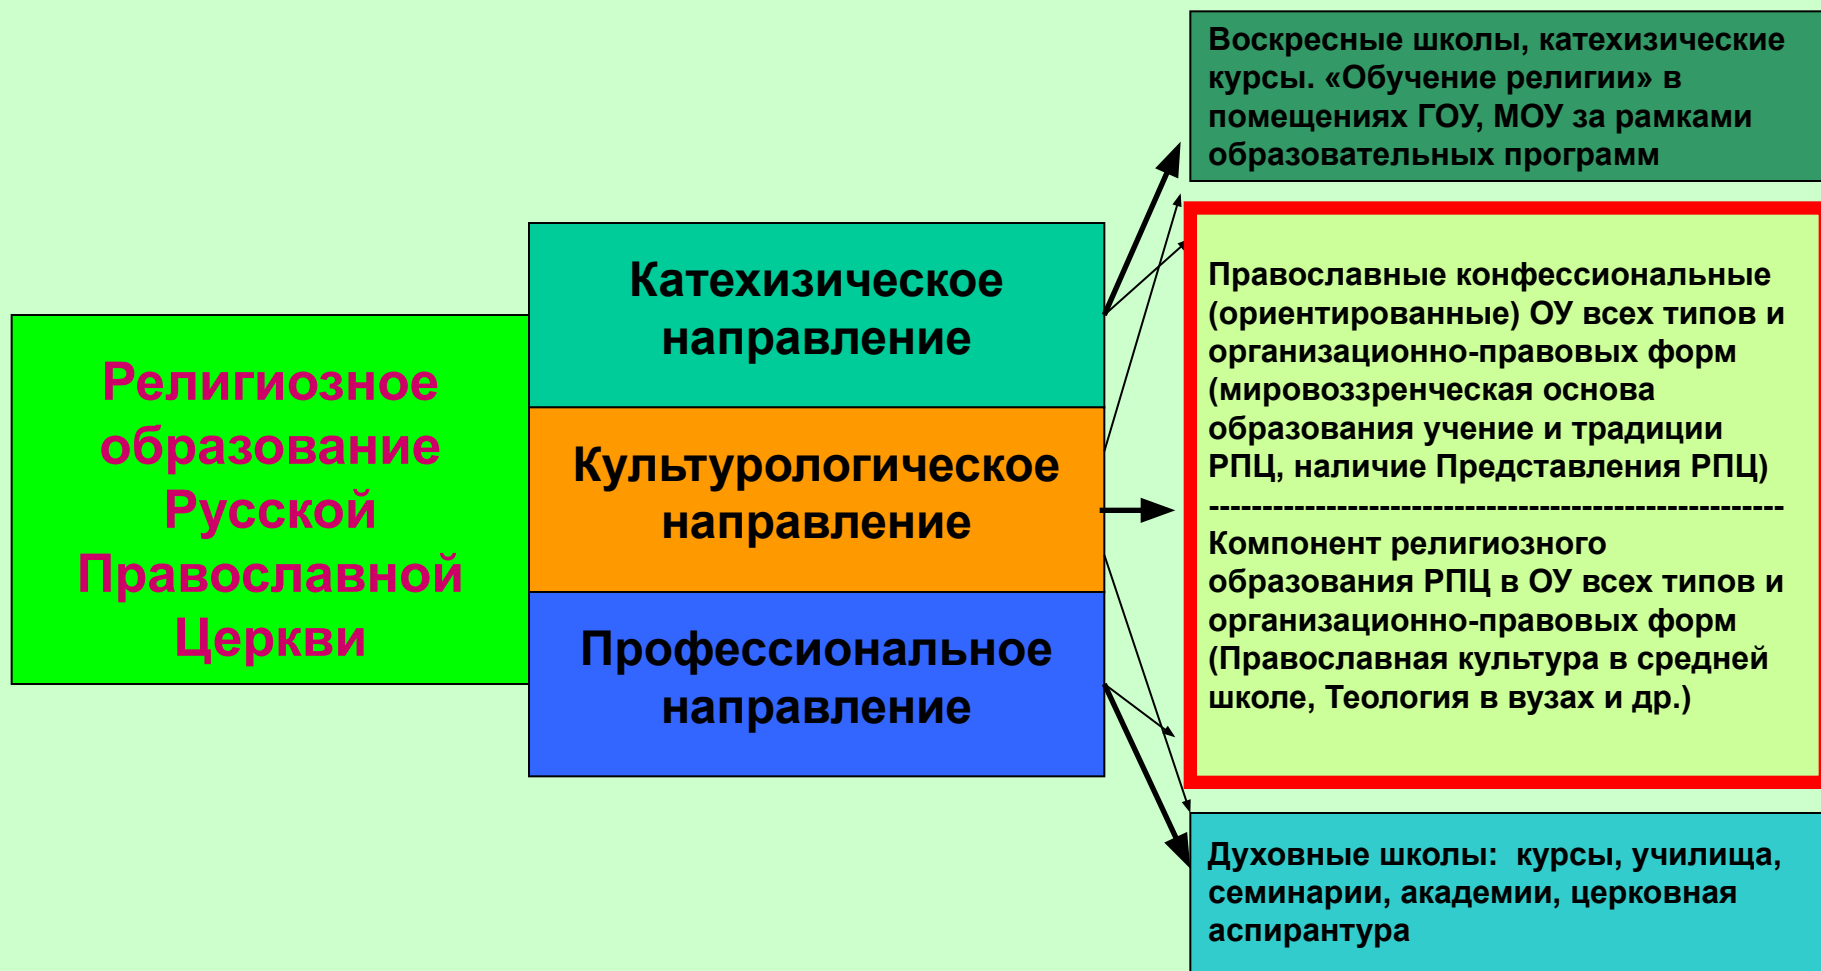 Религиозное
образование
Русской
Православной
Церкви
Катехизическое
направление
Культурологическое
направление
Профессиональное
направление
Воскресные школы, катехизические
курсы. «Обучение религии» в
помещениях ГОУ, МОУ за рамками
образовательных программ
Православные конфессиональные
(ориентированные) ОУ всех типов и
организационно-правовых форм
(мировоззренческая основа
образования учение и традиции
РПЦ, наличие Представления РПЦ)
------------------------------------------------------
Компонент религиозного
образования РПЦ в ОУ всех типов и
организационно-правовых форм
(Православная культура в средней
школе, Теология в вузах и др.)
Духовные школы:  курсы, училища,
семинарии, академии, церковная
аспирантура